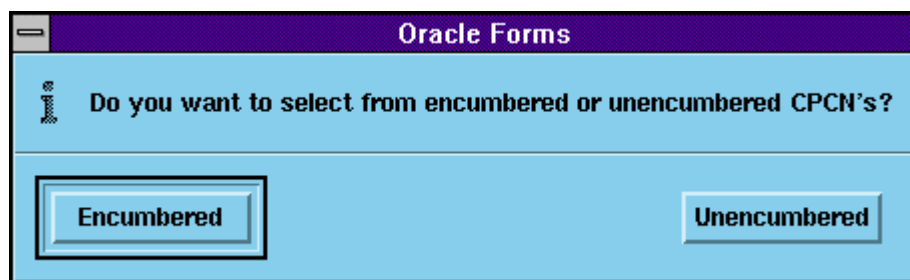 Oracle Forms
Do you want to select from encumbered or unencumbered CPCN's?
Encumbered
Unencumbered